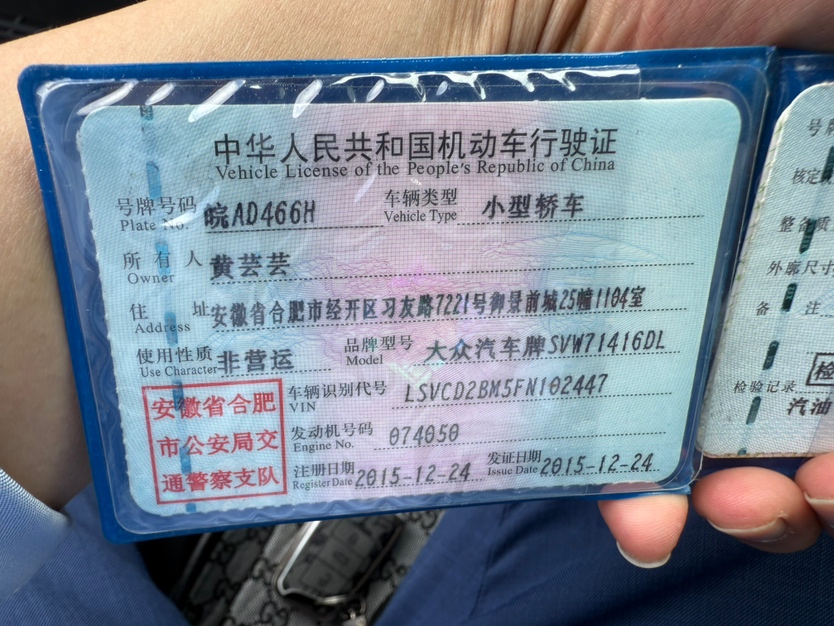 中华人民共和国机动车行驶证
Vehicle License of the People's Republic of China
号牌号码 皖AD466H 车辆类型 小型轿车
Plate No. Vehicle Type
所有人 黄芸芸
Owner
住址 安徽省合肥市经开区习友路7221号御景前城25幢1104室
Address
使用性质 非营运 品牌型号 大众汽车牌SVW71416DL
Use Character Model
车辆识别代号 LSVCD2BM5FN102447
VIN
发动机号码 074050
Engine No.
注册日期 2015-12-24 发证日期 2015-12-24
Register Date Issue Date
安徽省合肥
市公安局交
通警察支队
号
核定
整备质
外廓尺寸
备注
检验记录
检
汽油